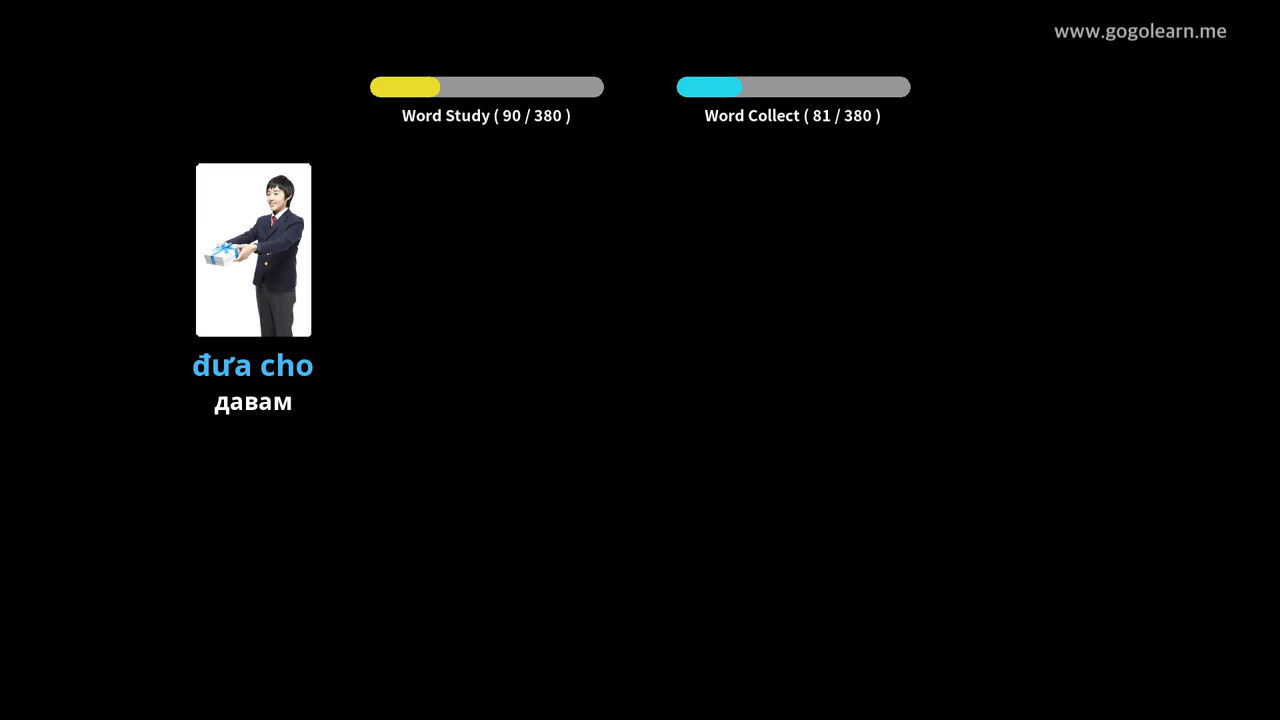 www.gogolearn.me
Word Study ( 90 / 380 )
Word Collect ( 81 / 380 )
đưa cho
давам